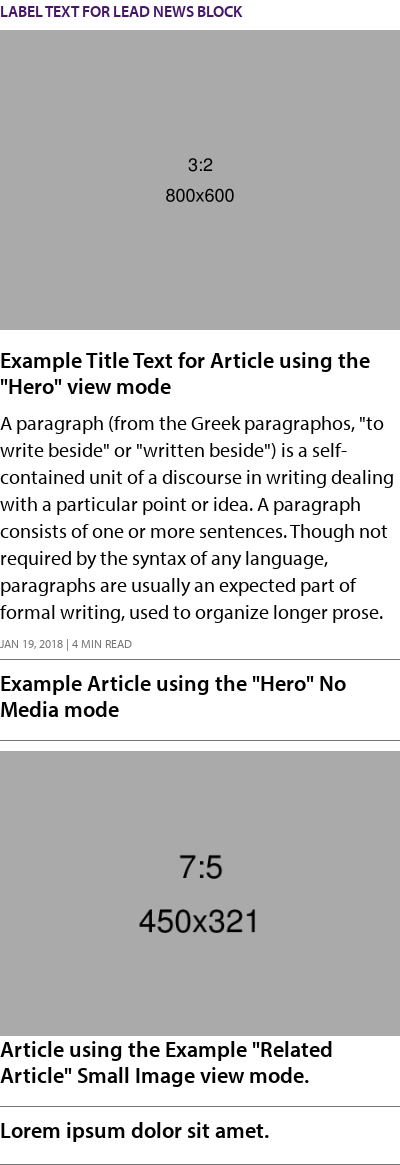 LABEL TEXT FOR LEAD NEWS BLOCK
3:2
800x600
Example Title Text for Article using the
"Hero" view mode
A paragraph (from the Greek paragraphos, "to
write beside" or "written beside") is a self-
contained unit of a discourse in writing dealing
with a particular point or idea. A paragraph
consists of one or more sentences. Though not
required by the syntax of any language,
paragraphs are usually an expected part of
formal writing, used to organize longer prose.
JAN 19, 2018 | 4 MIN READ
Example Article using the "Hero" No
Media mode
7:5
450x321
Article using the Example "Related
Article" Small Image view mode.
Lorem ipsum dolor sit amet.